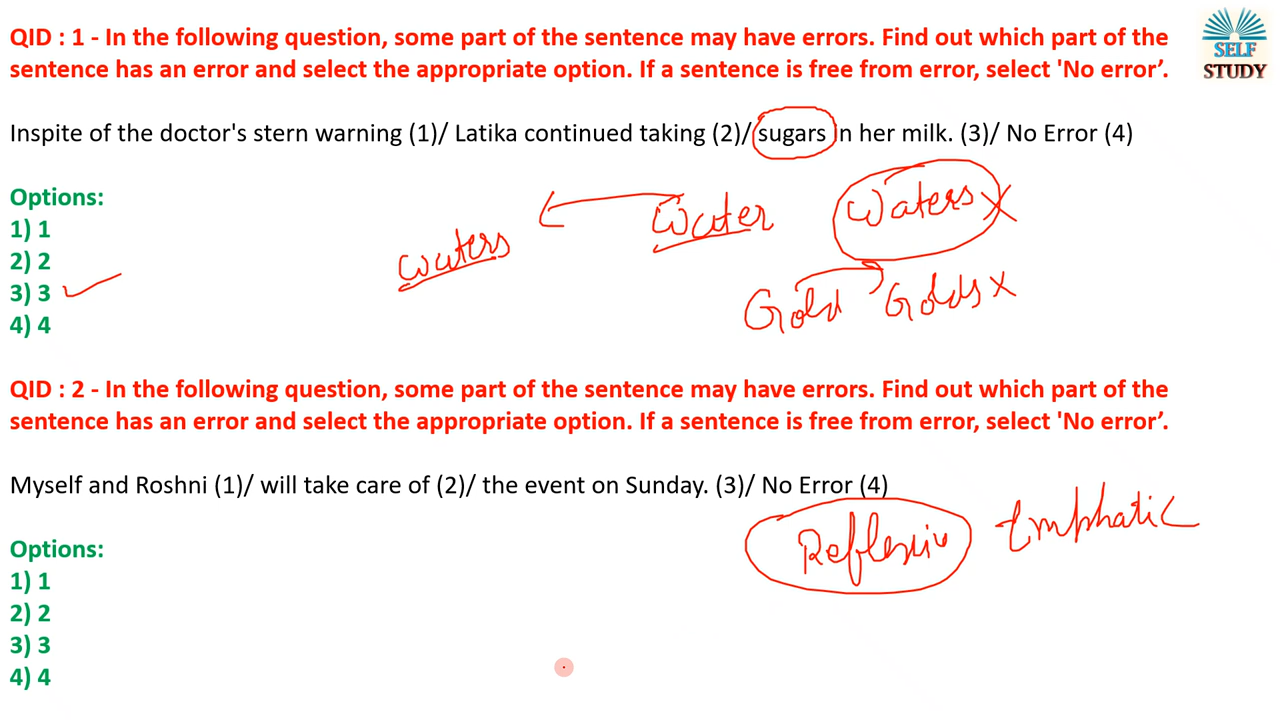 QID : 1 - In the following question, some part of the sentence may have errors. Find out which part of the
sentence has an error and select the appropriate option. If a sentence is free from error, select 'No error’.
SELF
STUDY
Inspite of the doctor's stern warning (1)/ Latika continued taking (2)/ sugars in her milk. (3)/ No Error (4)
Options:
1) 1
2) 2
3) 3
4) 4
waters
Water
Waters X
Gold
Golds X
QID : 2 - In the following question, some part of the sentence may have errors. Find out which part of the
sentence has an error and select the appropriate option. If a sentence is free from error, select 'No error’.
Myself and Roshni (1)/ will take care of (2)/ the event on Sunday. (3)/ No Error (4)
Reflexive
Emphatic
Options:
1) 1
2) 2
3) 3
4) 4